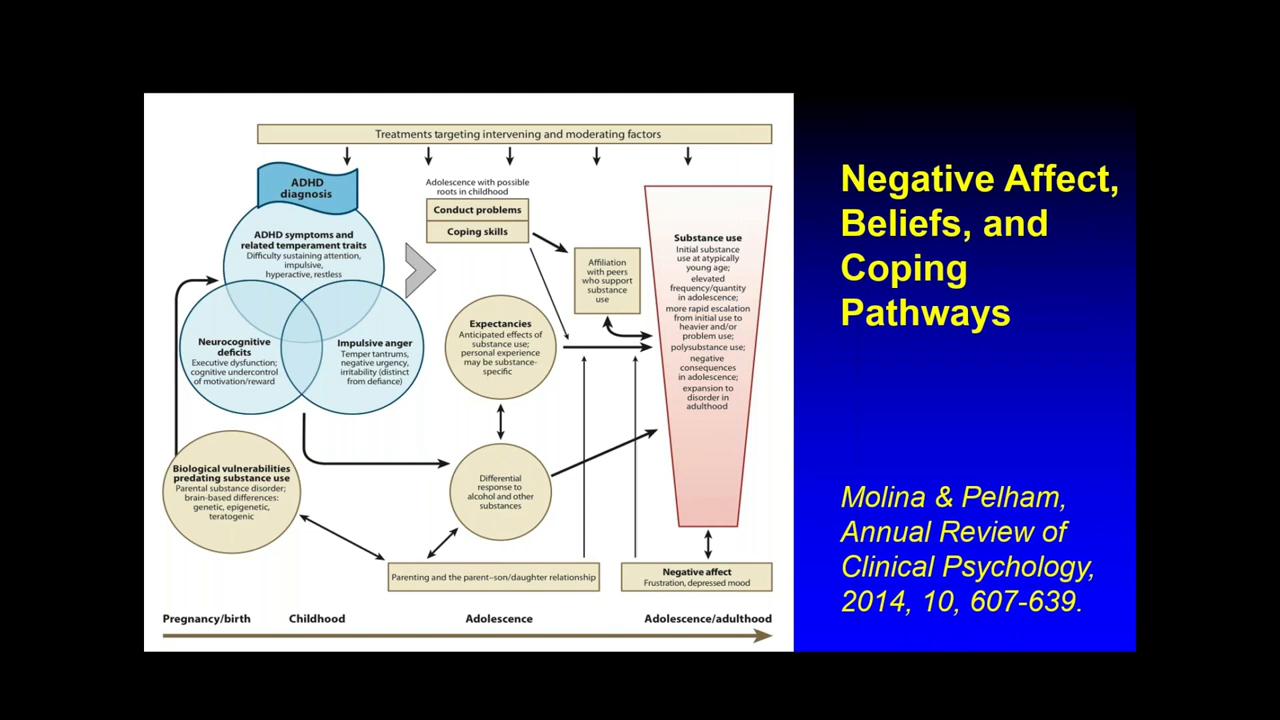 Treatments targeting intervening and moderating factors
ADHD
diagnosis
ADHD symptoms and
related temperament traits
Difficulty sustaining attention,
impulsive,
hyperactive, restless
Neurocognitive
deficits
Executive dysfunction;
cognitive undercontrol
of motivation/reward
Impulsive anger
Temper tantrums,
negative urgency,
irritability (distinct
from defiance)
Biological vulnerabilities
predating substance use
Parental substance disorder;
brain-based differences:
genetic, epigenetic,
teratogenic
Adolescence with possible
roots in childhood
Conduct problems
Coping skills
Affiliation
with peers
who support
substance
use
Expectancies
Anticipated effects of
substance use;
personal experience
may be substance-
specific
Differential
response to
alcohol and other
substances
Parenting and the parent–son/daughter relationship
Substance use
Initial substance
use at atypically
young age;
elevated
frequency/quantity
in adolescence;
more rapid escalation
from initial use to
heavier and/or
problem use;
polysubstance use;
negative
consequences
in adolescence;
expansion to
disorder in
adulthood
Negative affect
Frustration, depressed mood
Pregnancy/birth
Childhood
Adolescence
Adolescence/adulthood
Negative Affect,
Beliefs, and
Coping
Pathways
Molina & Pelham,
Annual Review of
Clinical Psychology,
2014, 10, 607-639.